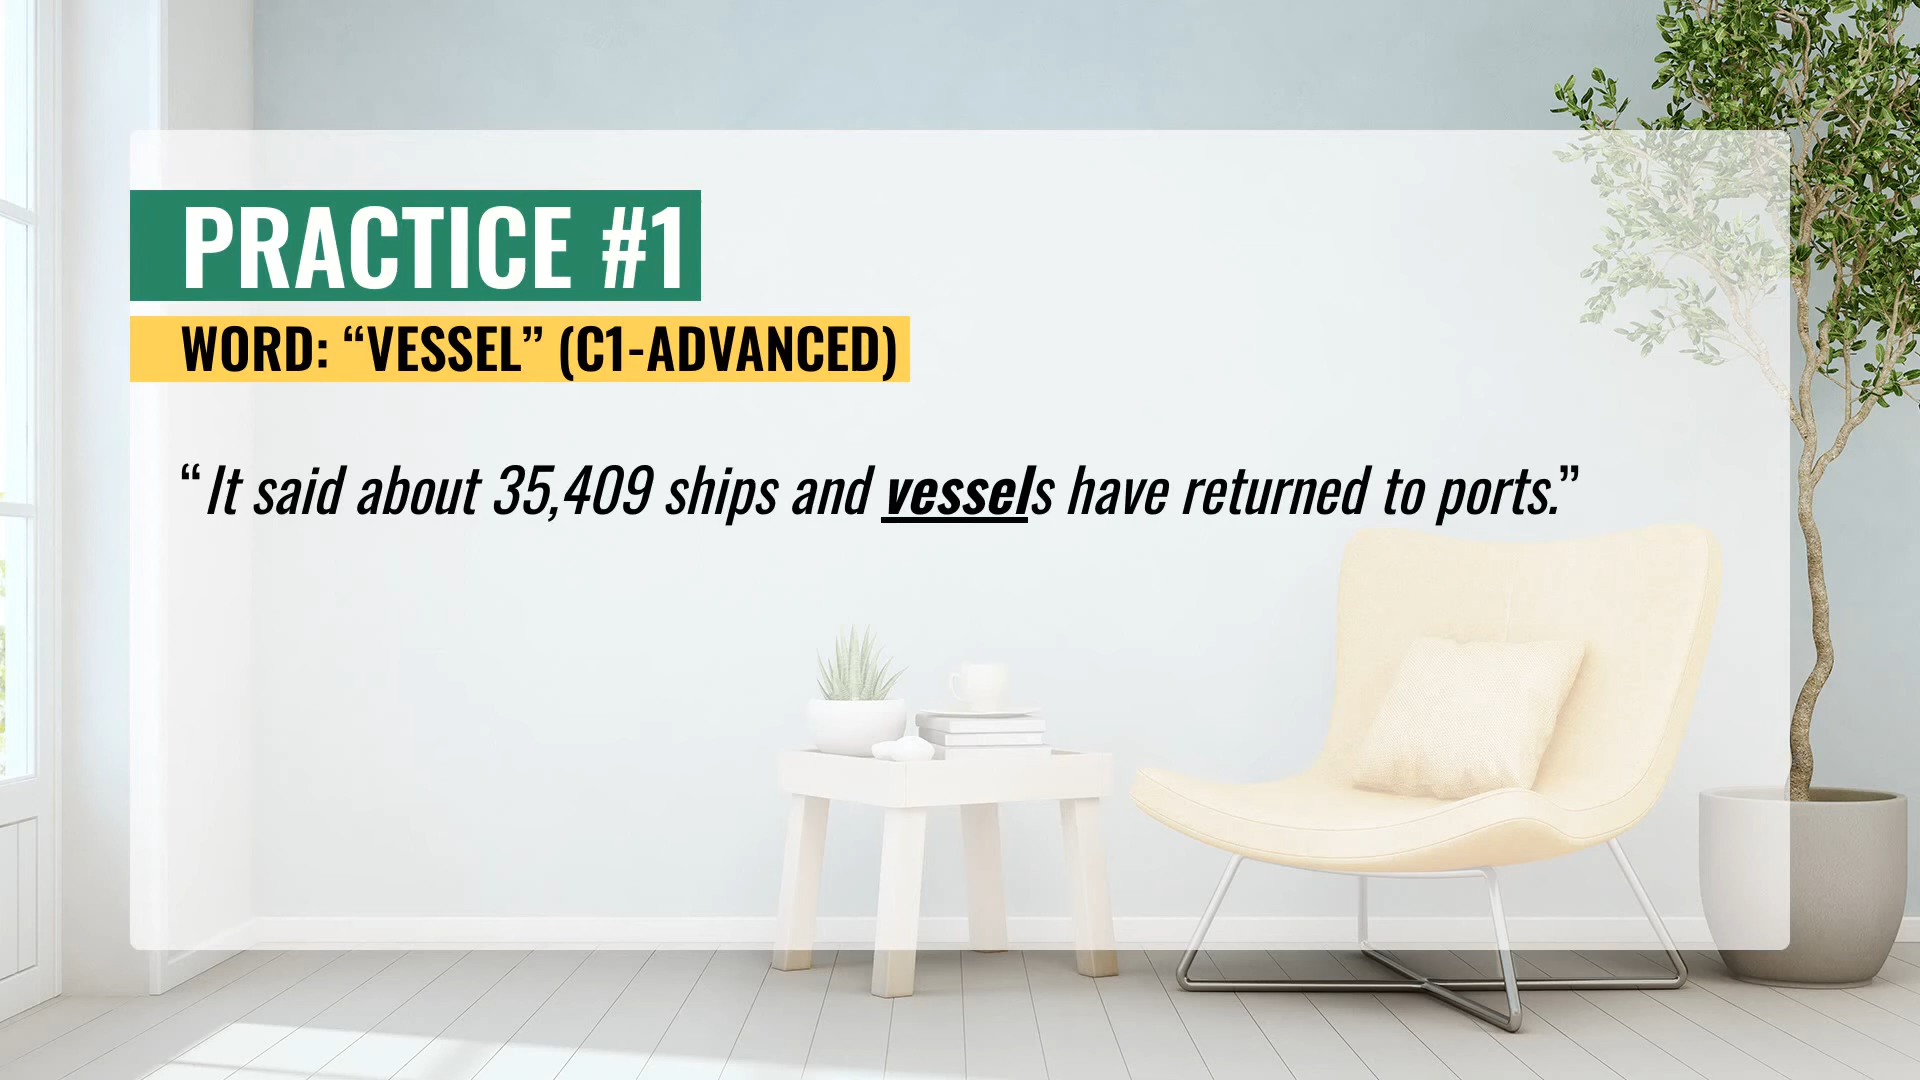 PRACTICE #1
WORD: “VESSEL” (C1-ADVANCED)
“It said about 35,409 ships and vessels have returned to ports.”